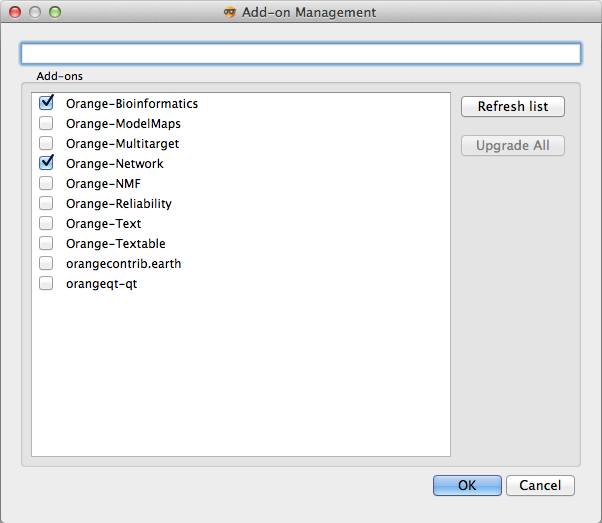 Add-on Management
Add-ons
Orange-Bioinformatics
Orange-ModelMaps
Orange-Multitarget
Orange-Network
Orange-NMF
Orange-Reliability
Orange-Text
Orange-Textable
orangecontrib.earth
orangeqt-qt
Refresh list
Upgrade All
OK
Cancel